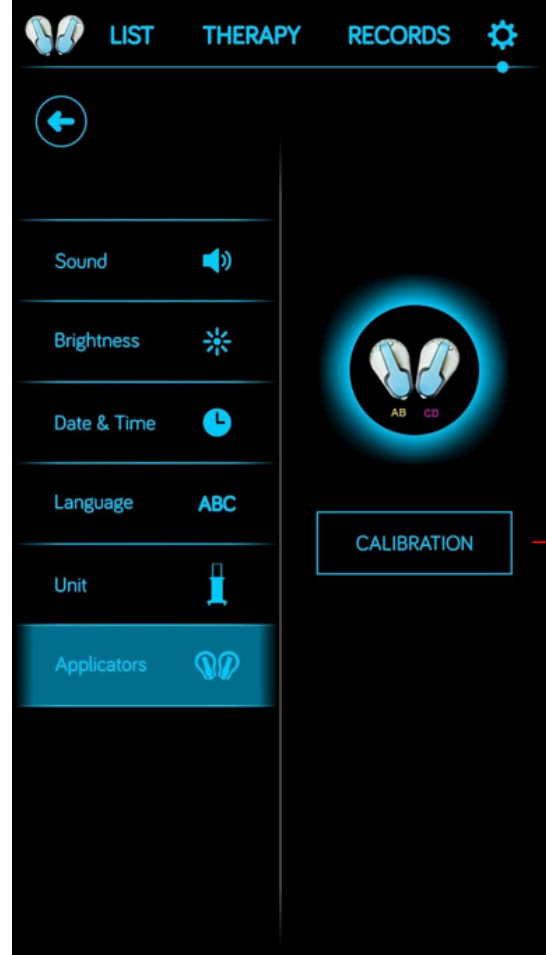 LIST THERAPY RECORDS
Sound
Brightness
Date & Time
Language ABC
Unit
Applicators
AB CD
CALIBRATION